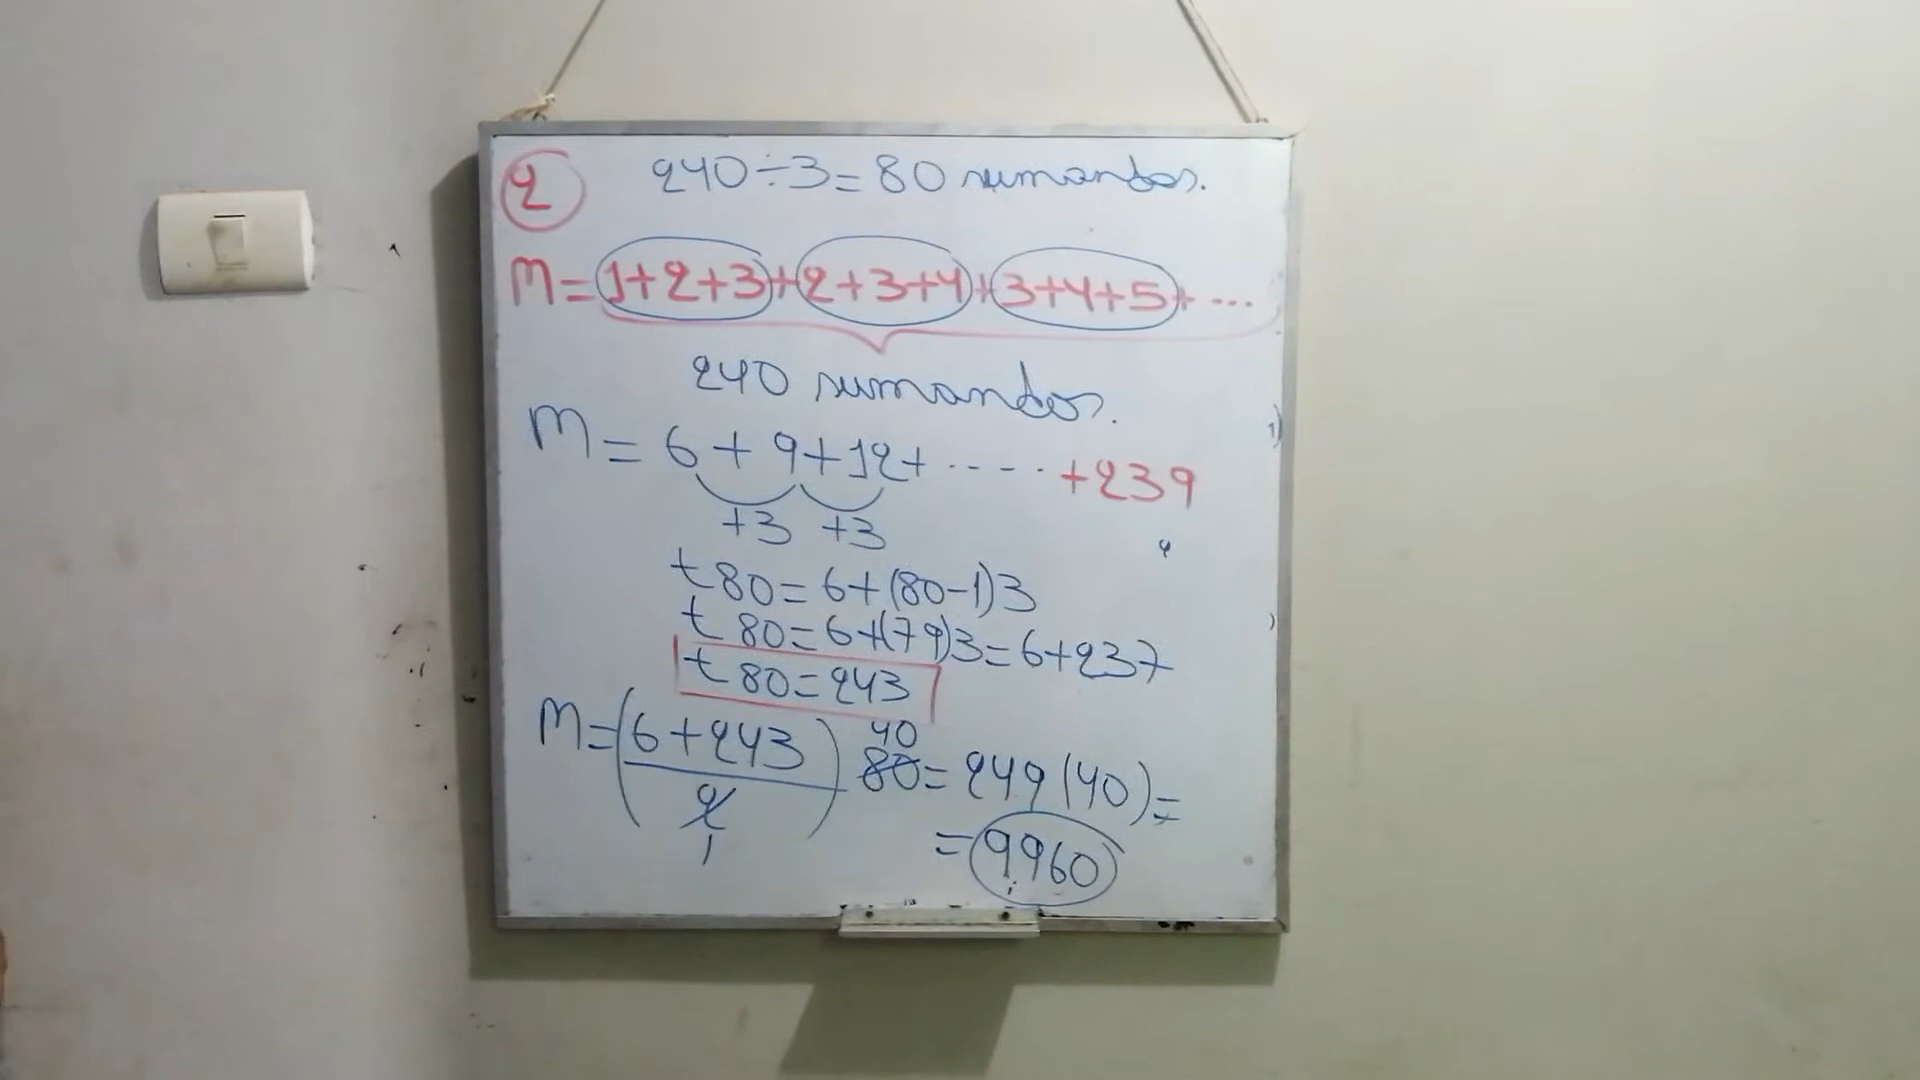 2
240÷3=80 sumandos.
M=1+2+3+2+3+4+3+4+5+...
240 sumandos.
M=6+9+12+.....+239
+3 +3
t80=6+(80-1)3
t80=6+(79)3=6+237
t80=243
M=(6+243/2)80=249(40)=
40
1
=9960